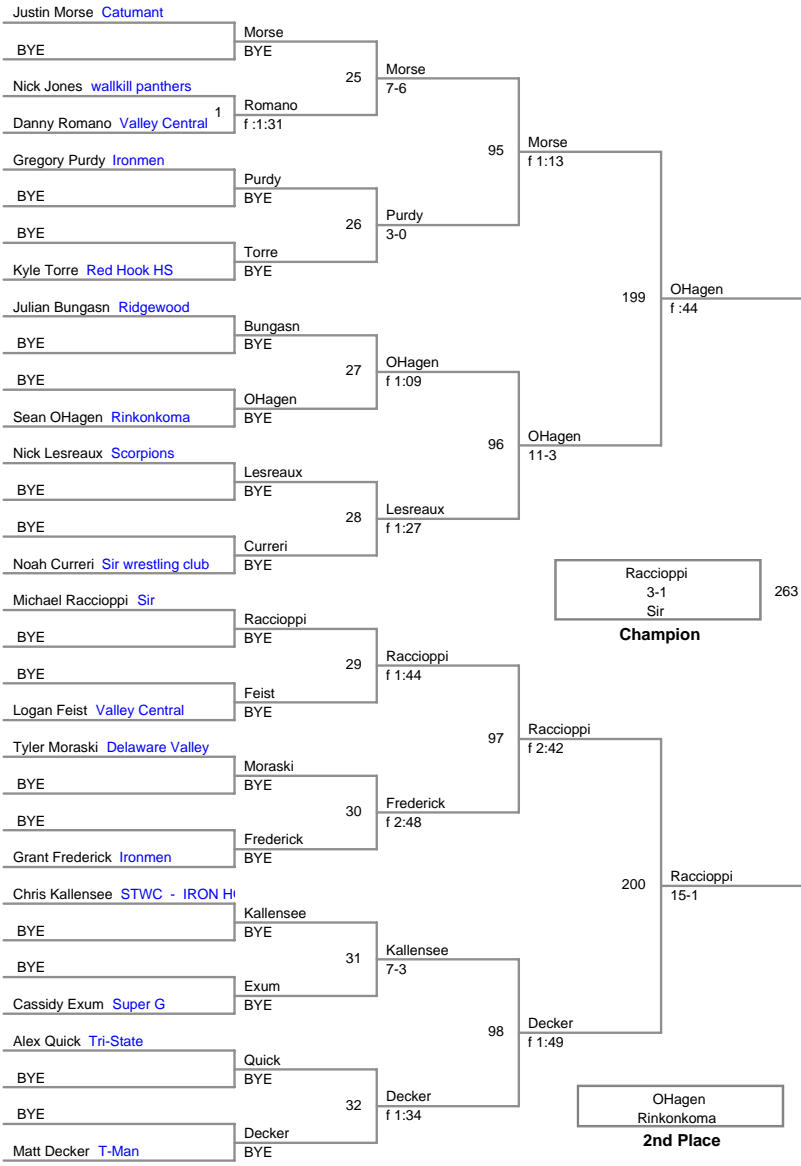 Justin Morse Catumant
BYE
Nick Jones wallkill panthers
Danny Romano Valley Central
1
Gregory Purdy Ironmen
BYE
BYE
Kyle Torre Red Hook HS
Julian Bungasn Ridgewood
BYE
BYE
Sean OHagen Rinkonkoma
Nick Lesreaux Scorpions
BYE
BYE
Noah Curreri Sir wrestling club
Michael Raccioppi Sir
BYE
BYE
Logan Feist Valley Central
Tyler Moraski Delaware Valley
BYE
BYE
Grant Frederick Ironmen
Chris Kallensee STWC - IRON H
BYE
BYE
Cassidy Exum Super G
Alex Quick Tri-State
BYE
BYE
Matt Decker T-Man
Morse
BYE
25
Romano
f :1:31
Purdy
BYE
26
Torre
BYE
Bungasn
BYE
27
OHagen
BYE
Lesreaux
BYE
28
Curreri
BYE
Raccioppi
BYE
29
Feist
BYE
Moraski
BYE
30
Frederick
BYE
Kallensee
BYE
31
Exum
BYE
Quick
BYE
32
Decker
BYE
Morse
7-6
95
Purdy
3-0
OHagen
f 1:09
96
Lesreaux
f 1:27
Raccioppi
f 1:44
97
Frederick
f 2:48
Kallensee
7-3
98
Decker
f 1:34
Morse
f 1:13
199
OHagen
11-3
Raccioppi
f 2:42
200
Decker
f 1:49
OHagen
f :44
Raccioppi
15-1
Raccioppi
3-1
Sir
263
Champion
OHagen
Rinkonkoma
2nd Place